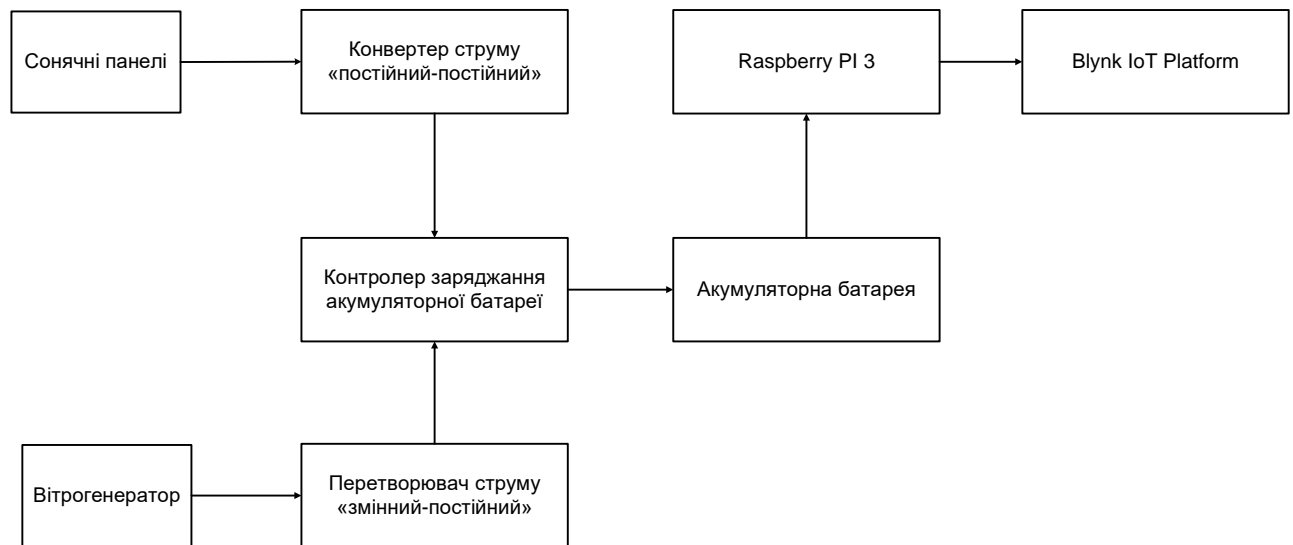 Сонячні панелі
Конвертер струму
«постійний-постійний»
Raspberry PI 3
Blynk IoT Platform
Контролер заряджання
акумуляторної батареї
Акумуляторна батарея
Вітрогенератор
Перетворювач струму
«змінний-постійний»